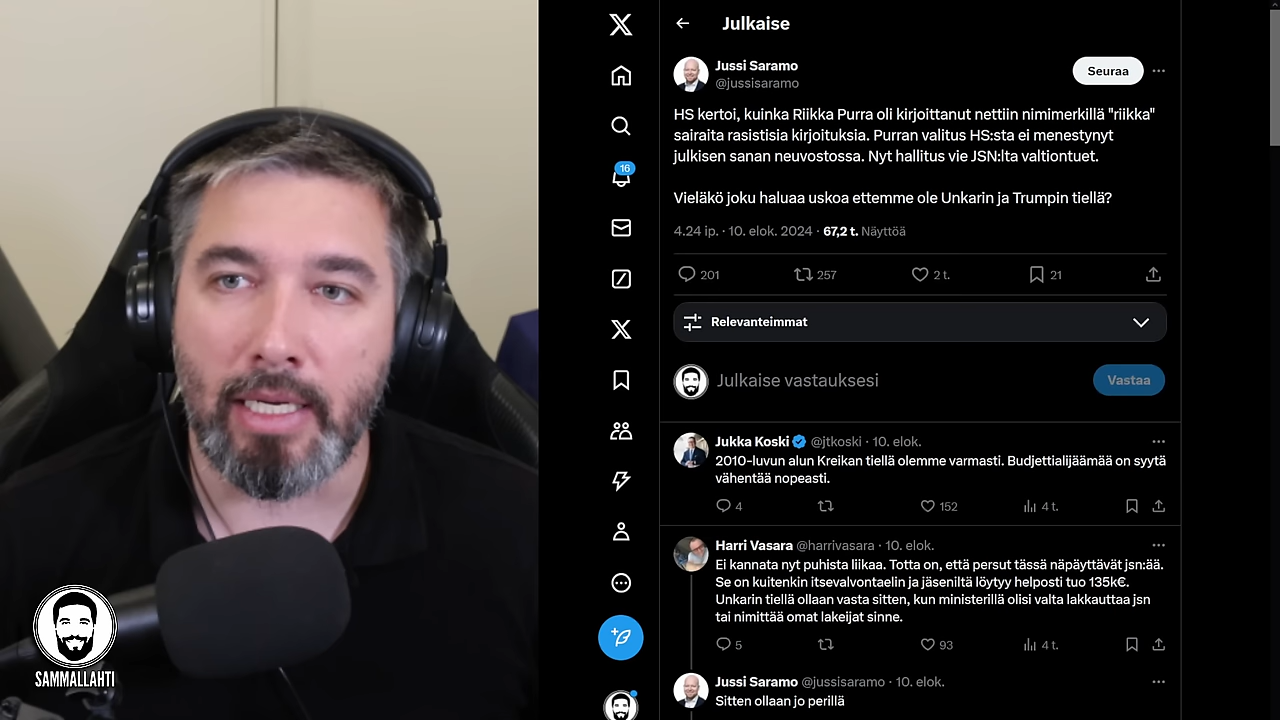 SAMMALLAHTI
16
Julkaise
Jussi Saramo
@jussisaramo
Seuraa
HS kertoi, kuinka Riikka Purra oli kirjoittanut nettiin nimimerkillä "riikka"
sairaita rasistisia kirjoituksia. Purran valitus HS:sta ei menestynyt
julkisen sanan neuvostossa. Nyt hallitus vie JSN:lta valtiontuet.
Vieläkö joku haluaa uskoa ettemme ole Unkarin ja Trumpin tiellä?
4.24 ip. · 10. elok. 2024 · 67,2 t. Näyttöä
201 257 2 t. 21
Relevanteimmat
Julkaise vastauksesi
Vastaa
Jukka Koski @jtkoski · 10. elok.
2010-luvun alun Kreikan tiellä olemme varmasti. Budjettialijäämää on syytä
vähentää nopeasti.
4 152 4 t.
Harri Vasara @harrivasara · 10. elok.
Ei kannata nyt puhista liikaa. Totta on, että persut tässä näpäyttävät jsn:ää.
Se on kuitenkin itsevalvontaelin ja jäseniltä löytyy helposti tuo 135k€.
Unkarin tiellä ollaan vasta sitten, kun ministerillä olisi valta lakkauttaa jsn
tai nimittää omat lakeijat sinne.
5 93 4 t.
Jussi Saramo @jussisaramo · 10. elok.
Sitten ollaan jo perillä